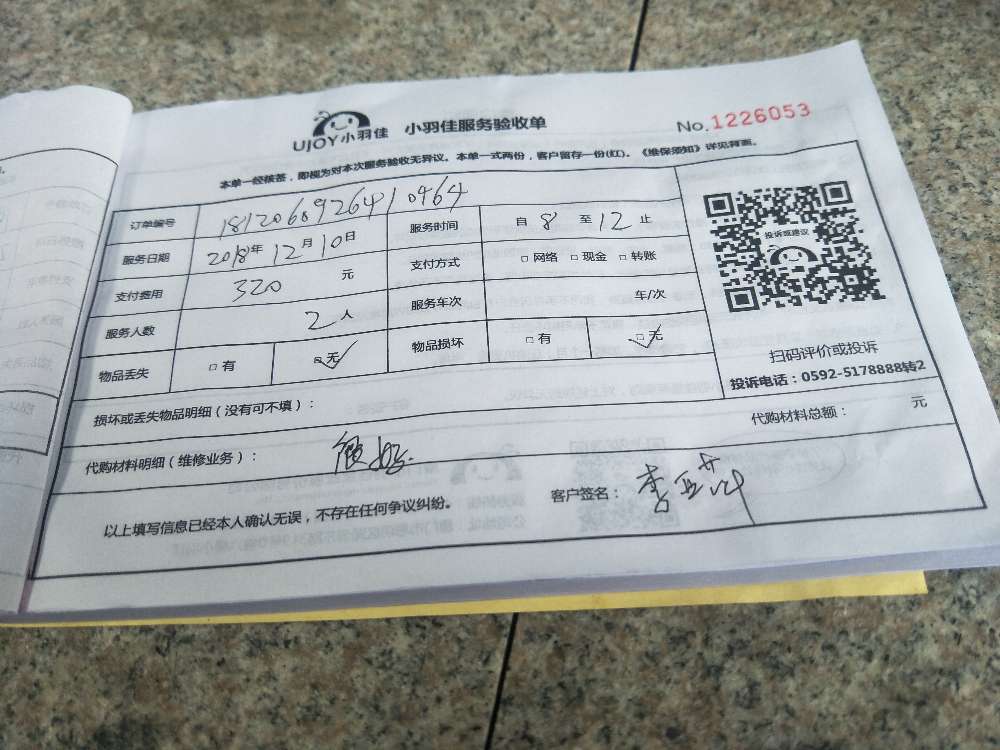 UJOY小羽佳 小羽佳服务验收单 No.1226053
本单一经核签，即视为对本次服务验收无异议。本单一式两份，客户留存一份(红)。《维保须知》详见背面。
订单编号 181206892641 0464 服务时间 自 8 至 12 止
服务日期 2018年 12月 10日 支付方式 □ 网络 □ 现金 □ 转账
支付费用 320 元 服务车次 车/次
服务人数 2人
物品丢失 □ 有 □ 无 ✓ 物品损坏 □ 有 □ 无 ✓
投诉或建议
扫码评价或投诉
投诉电话：0592-5178888转2
损坏或丢失物品明细（没有可不填）：
代购材料总额： 元
代购材料明细（维修业务）：
以上填写信息已经本人确认无误，不存在任何争议纠纷。
客户签名：